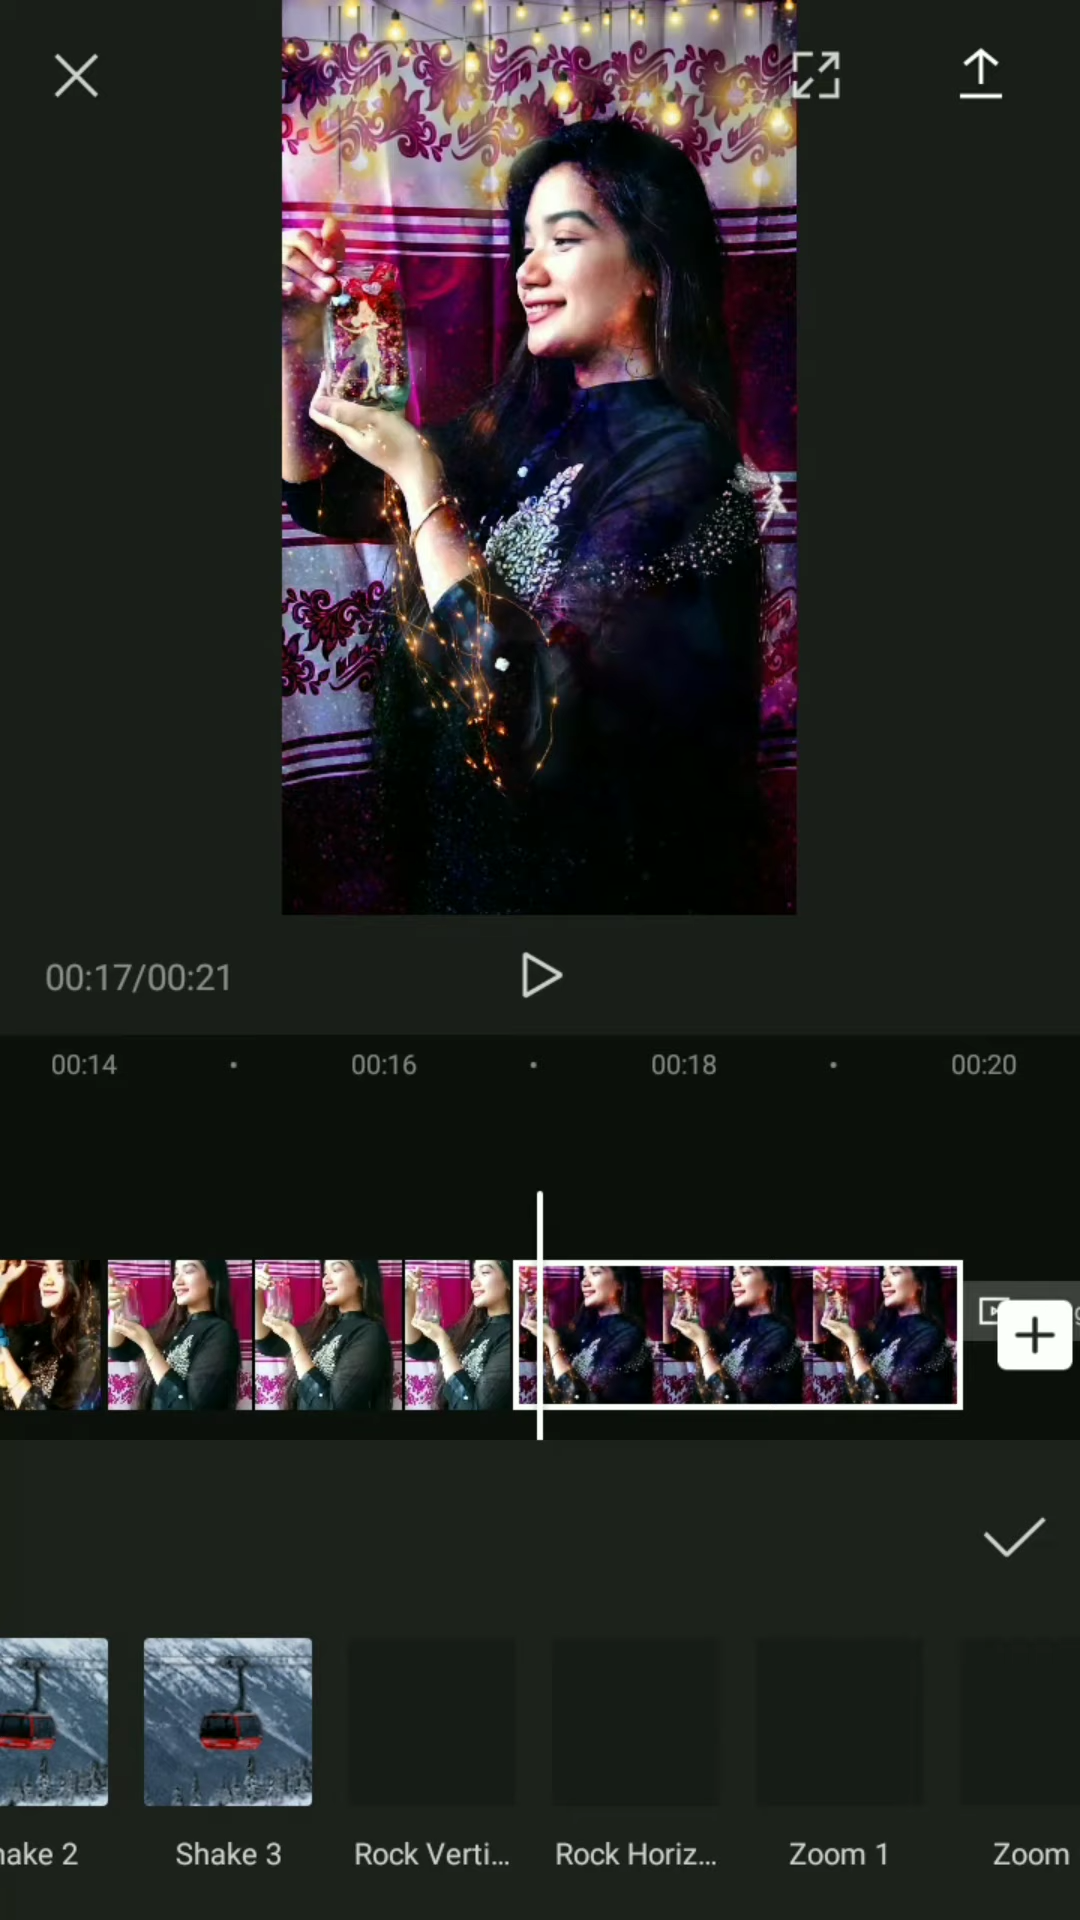 00:17/00:21
00:14
00:16
00:18
00:20
hake 2
Shake 3
Rock Verti...
Rock Horiz...
Zoom 1
Zoom